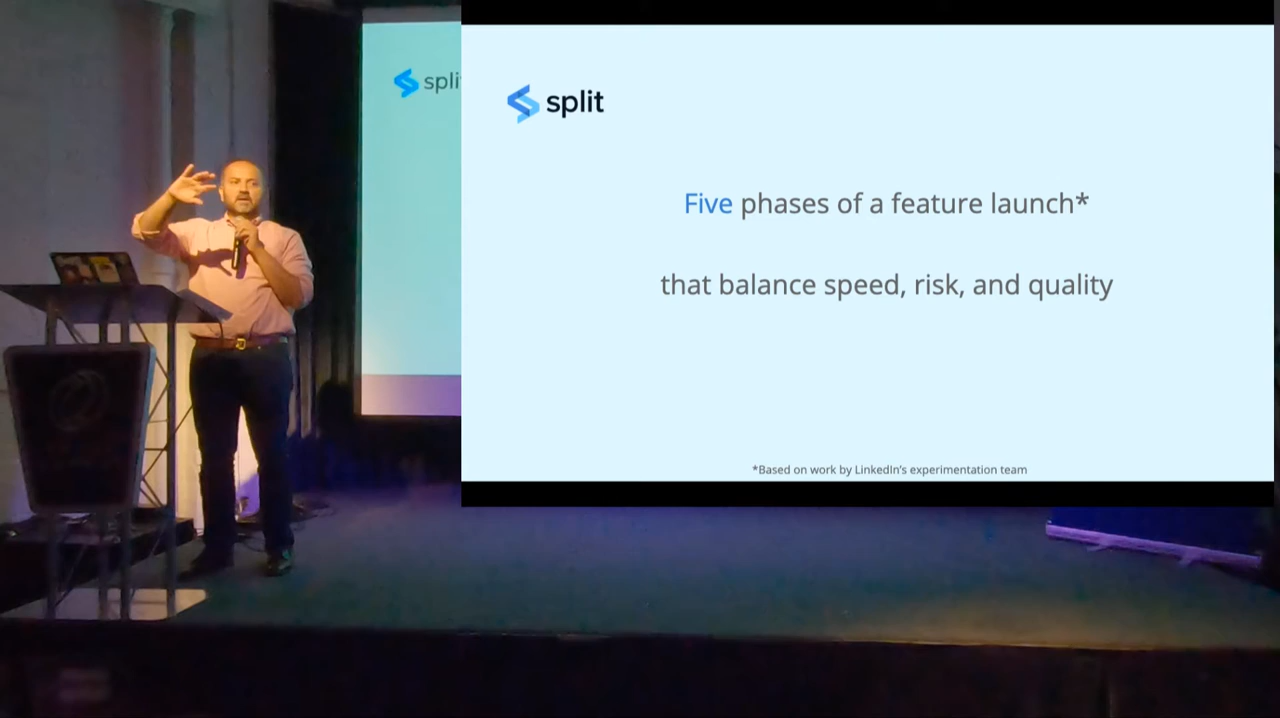 spli
split
Five phases of a feature launch*
that balance speed, risk, and quality
*Based on work by LinkedIn's experimentation team